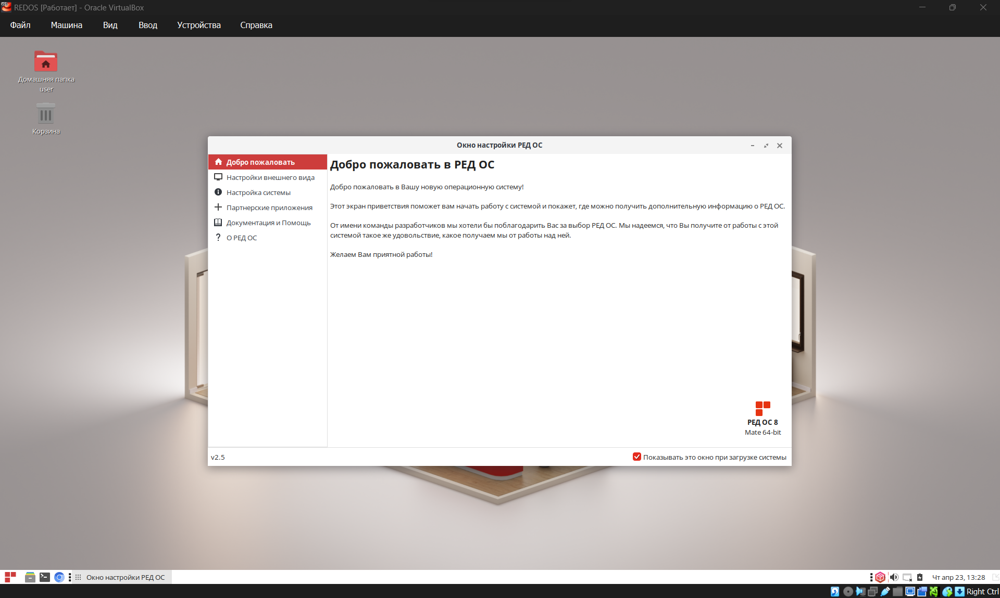 REDOS [Работает] - Oracle VirtualBox
Файл Машина Вид Ввод Устройства Справка
Домашняя папка
user
Корзина
Окно настройки РЕД ОС
Добро пожаловать
Настройки внешнего вида
Настройка системы
Партнерские приложения
Документация и Помощь
О РЕД ОС
Добро пожаловать в РЕД ОС
Добро пожаловать в Вашу новую операционную систему!
Этот экран приветствия поможет вам начать работу с системой и покажет, где можно получить дополнительную информацию о РЕД ОС.
От имени команды разработчиков мы хотели бы поблагодарить Вас за выбор РЕД ОС. Мы надеемся, что Вы получите от работы с этой
системой такое же удовольствие, какое получаем мы от работы над ней.
Желаем Вам приятной работы!
РЕД ОС 8
Mate 64-bit
v2.5
Показывать это окно при загрузке системы
Окно настройки РЕД ОС
Чт апр 23, 13:28
Right Ctrl